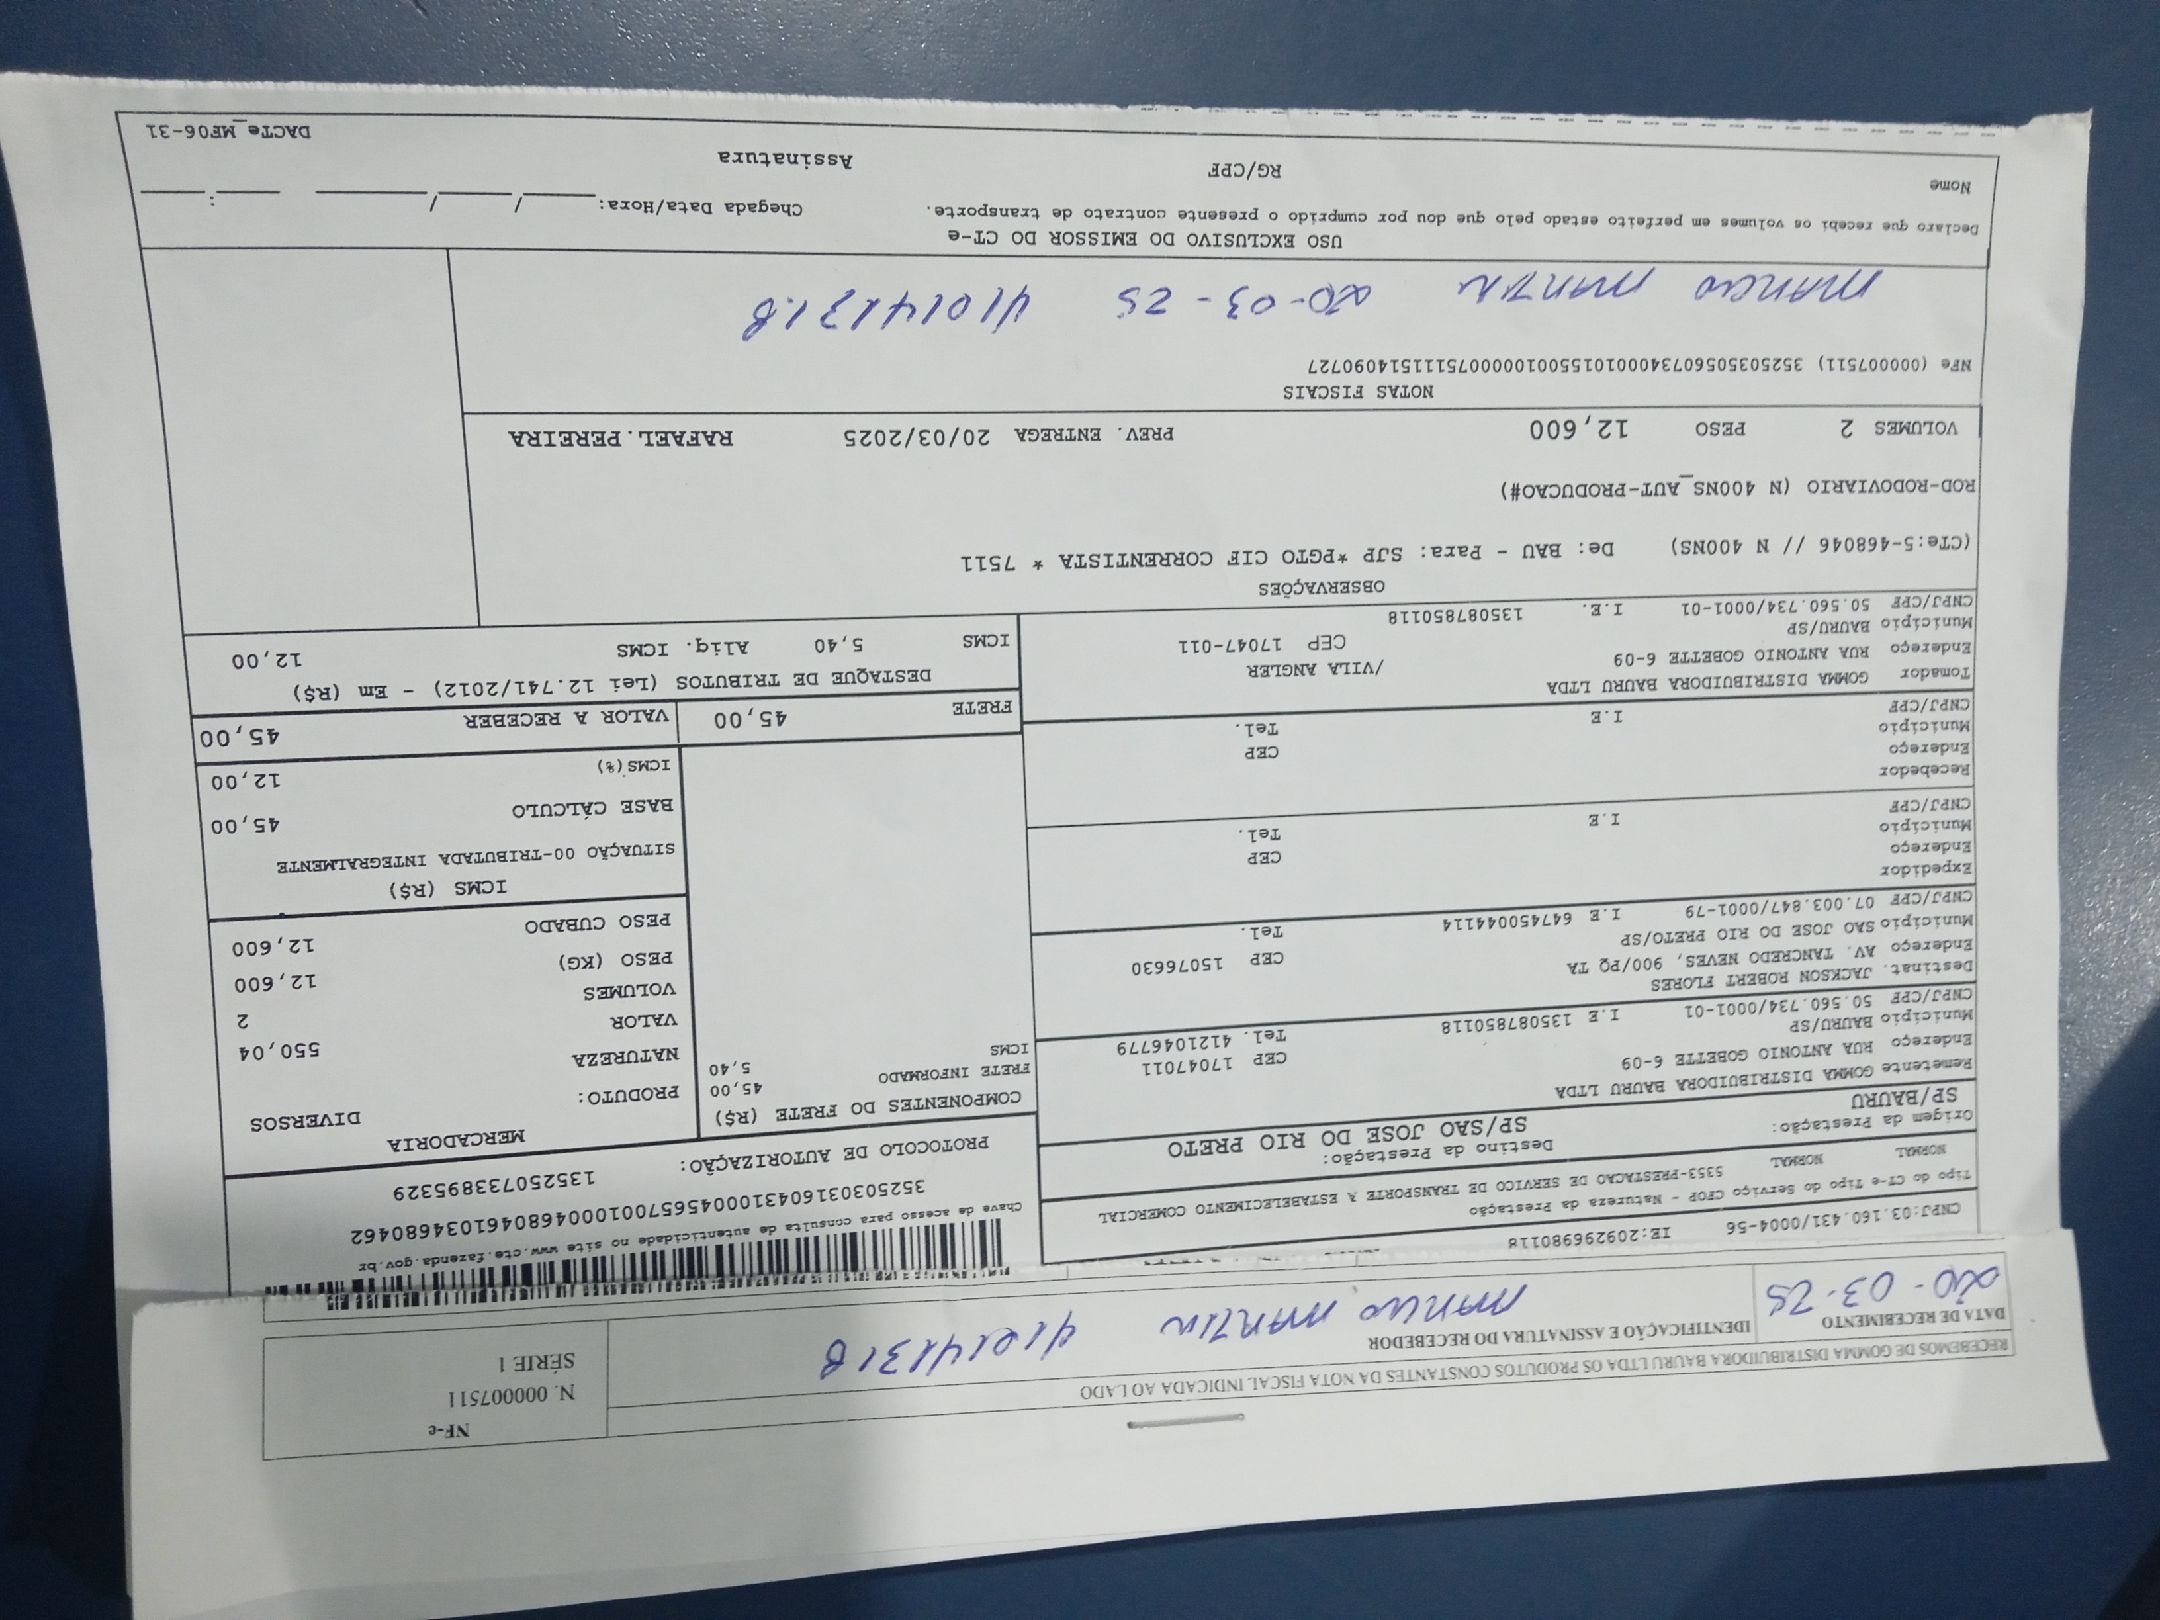 RECEBEMOS DE GOMMA DISTRIBUIDORA BAURU LTDA OS PRODUTOS CONSTANTES DA NOTA FISCAL INDICADA AO LADO
DATA DE RECEBIMENTO
20-03-25
IDENTIFICAÇÃO E ASSINATURA DO RECEBEDOR
NF-e
N. 000007511
SÉRIE 1
CNPJ:03.160.431/0004-56 IE:209296980118
Tipo do CT-e Tipo do Serviço CFOP - Natureza da Prestação
NORMAL NORMAL 5353-PRESTACAO DE SERVICO DE TRANSPORTE A ESTABELECIMENTO COMERCIAL
Origem da Prestação: Destino da Prestação:
SP/BAURU SP/SAO JOSE DO RIO PRETO
Remetente GOMMA DISTRIBUIDORA BAURU LTDA
Endereço RUA ANTONIO GOBETTE 6-09 CEP 17047011
Município BAURU/SP Tel. 4121046779
CNPJ/CPF 50.560.734/0001-01 I.E 135087850118
Destinat. JACKSON ROBERT FLORES
Endereço AV. TANCREDO NEVES, 900/PQ TA CEP 15076630
Município SAO JOSE DO RIO PRETO/SP Tel.
CNPJ/CPF 07.003.847/0001-79 I.E 647450044114
Expedidor
Endereço CEP
Município Tel.
CNPJ/CPF I.E
Recebedor
Endereço CEP
Município Tel.
CNPJ/CPF I.E
Tomador GOMMA DISTRIBUIDORA BAURU LTDA
Endereço RUA ANTONIO GOBETTE 6-09 /VILA ANGLER
Município BAURU/SP CEP 17047-011
CNPJ/CPF 50.560.734/0001-01 I.E. 135087850118
Chave de acesso para consulta de autenticidade no site www.cte.fazenda.gov.br
35250303160431000456570010004680461034680462
PROTOCOLO DE AUTORIZAÇÃO: 135250733895329
COMPONENTES DO FRETE (R$)
FRETE INFORMADO 45,00
ICMS 5,40
MERCADORIA
PRODUTO: DIVERSOS
NATUREZA
VALOR 550,04
VOLUMES 2
PESO (KG) 12,600
PESO CUBADO 12,600
ICMS (R$)
SITUAÇÃO 00-TRIBUTADA INTEGRALMENTE
BASE CÁLCULO 45,00
ICMS(%) 12,00
FRETE 45,00 VALOR A RECEBER 45,00
DESTAQUE DE TRIBUTOS (Lei 12.741/2012) - Em (R$)
ICMS 5,40 Aliq. ICMS 12,00
OBSERVAÇÕES
(CTe:5-468046 // N 400NS) De: BAU - Para: SJP *PGTO CIF CORRENTISTA * 7511
ROD-RODOVIARIO (N 400NS_AUT-PRODUCAO#)
VOLUMES 2 PESO 12,600 PREV. ENTREGA 20/03/2025 RAFAEL.PEREIRA
NOTAS FISCAIS
NFe (000007511) 35250350560734000101550010000075111514090727
20-03-25
USO EXCLUSIVO DO EMISSOR DO CT-e
Declaro que recebi os volumes em perfeito estado pelo que dou por cumprido o presente contrato de transporte. Chegada Data/Hora: ____/____/____ ____:____
Nome RG/CPF Assinatura
DACTe_MF06-31